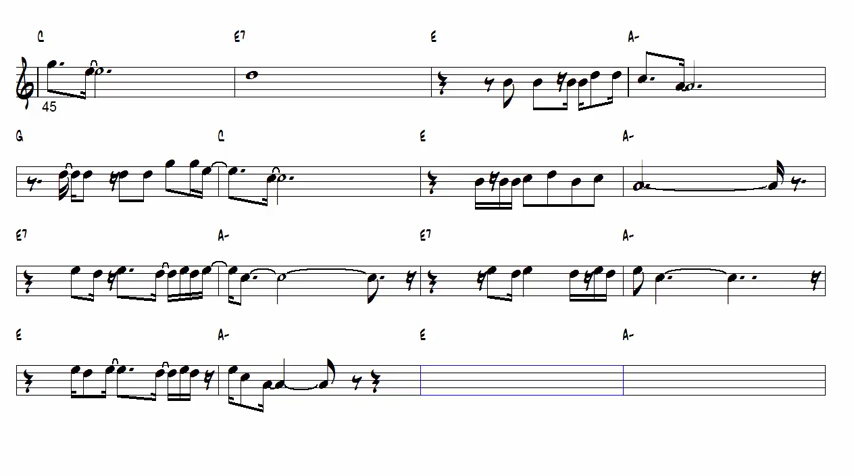 C E7 E A-
45
G C E A-
E7 A- E7 A-
E A- E A-